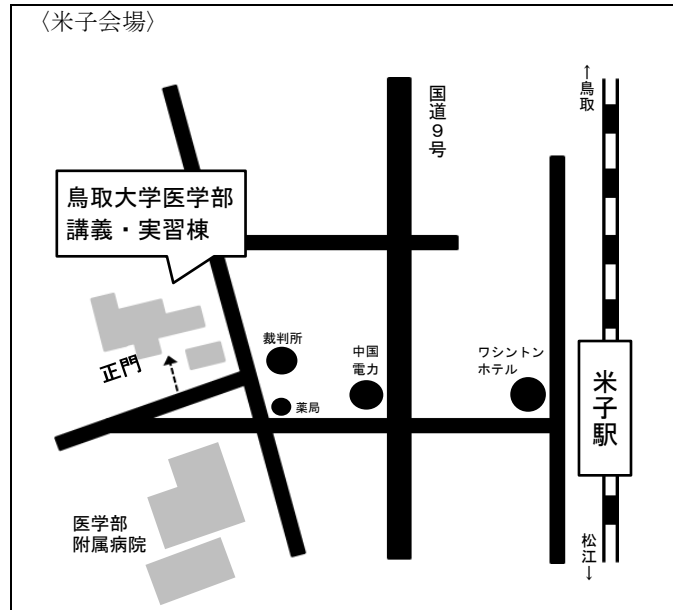 〈米子会場〉
↑鳥取
国道9号
鳥取大学医学部
講義・実習棟
裁判所
中国
電力
ワシントン
ホテル
米子駅
正門
薬局
医学部
附属病院
松江↓